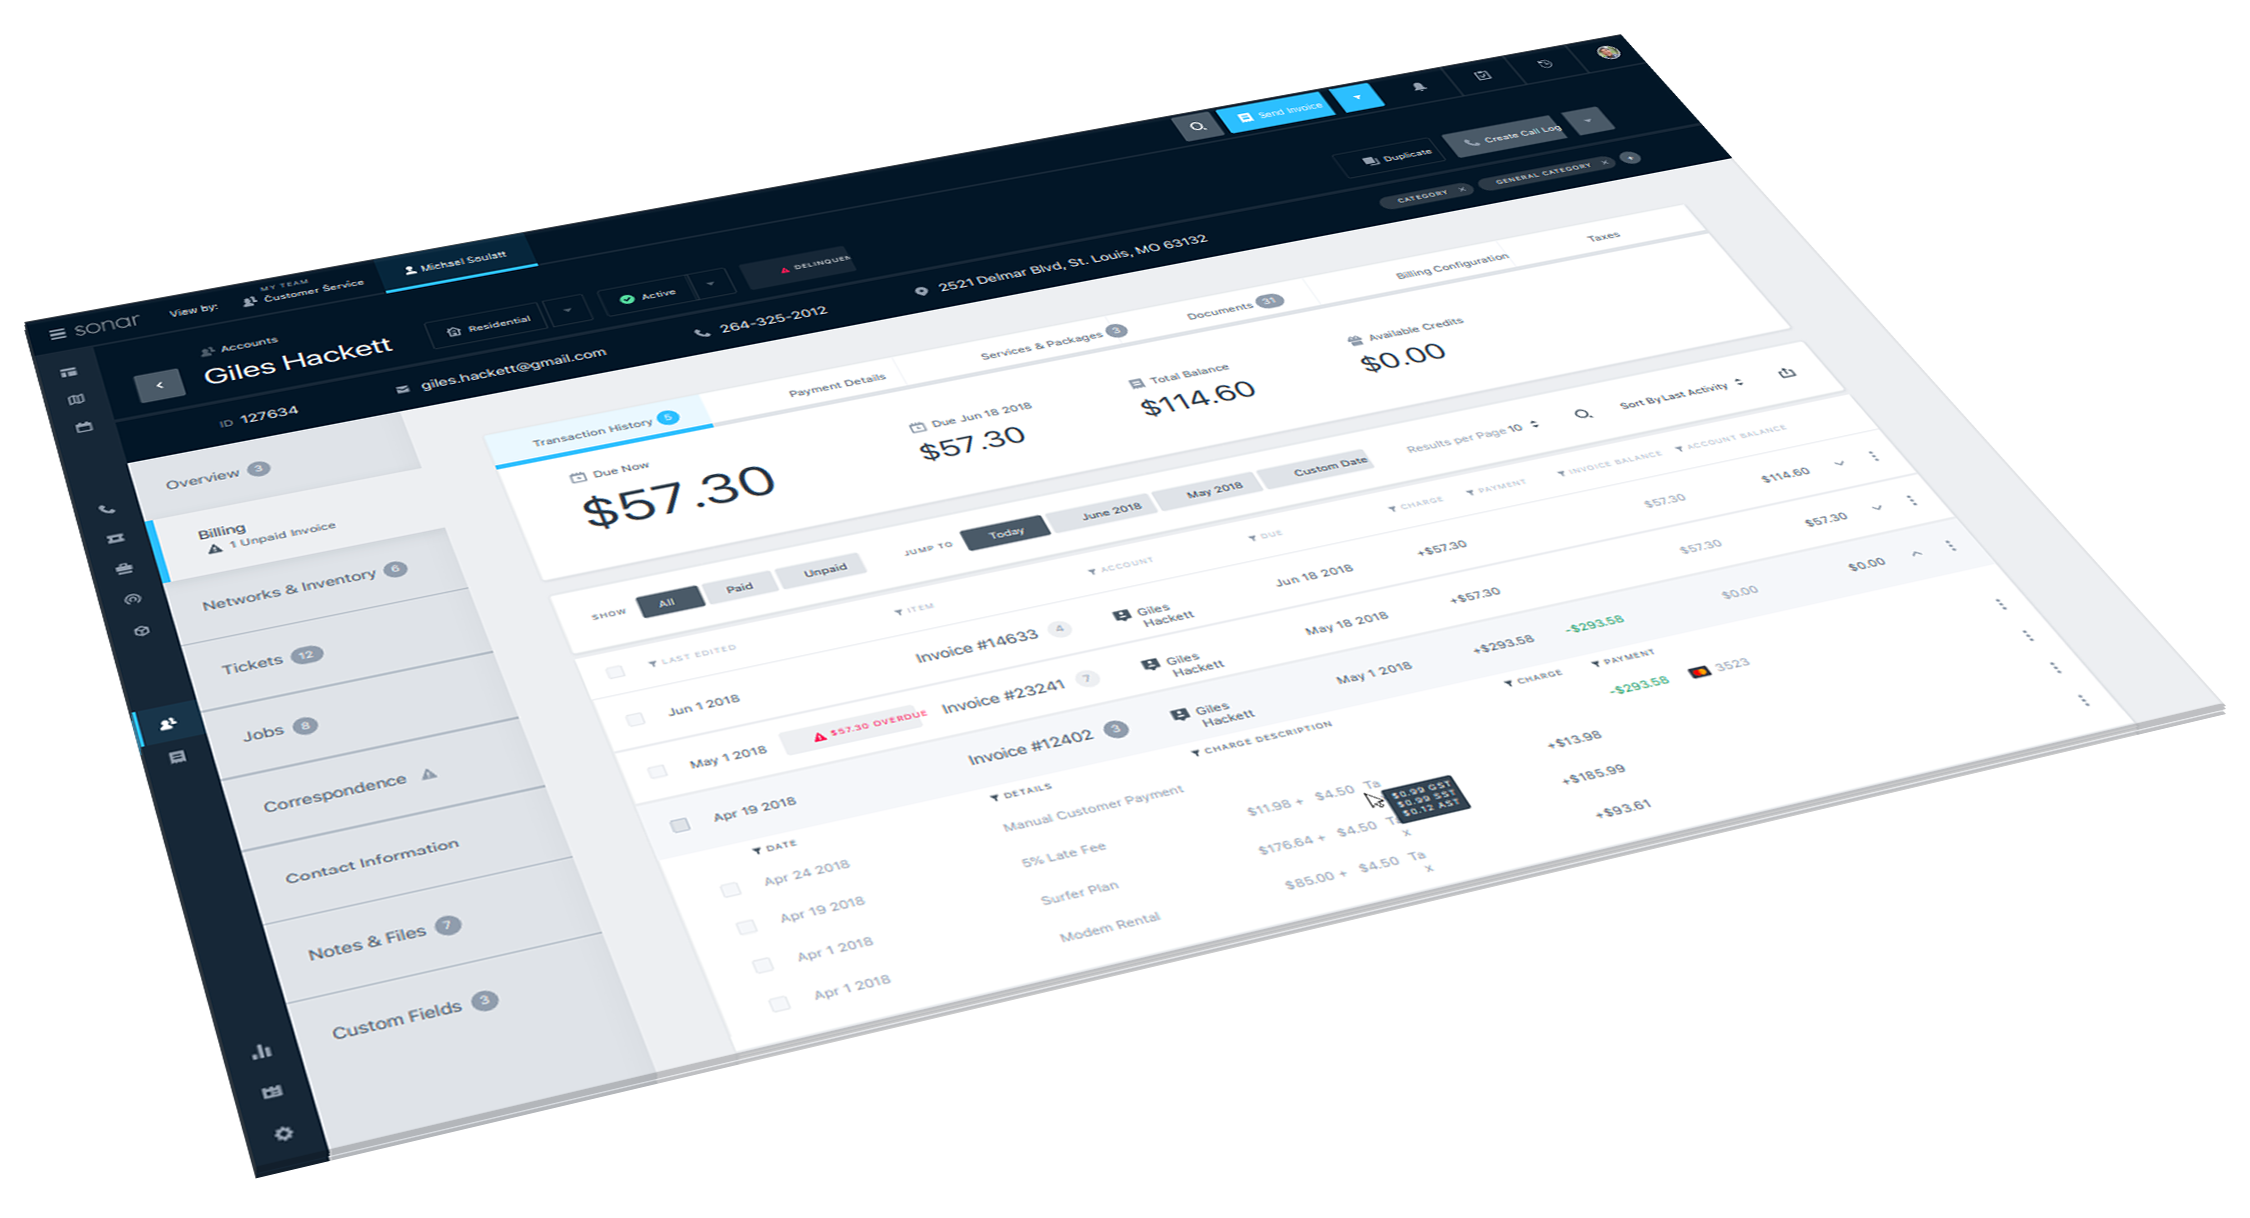 sonar
View by:
MY TEAM
Customer Service
Michael Soulatt
Send Invoice
Accounts
Giles Hackett
Residential
Active
DELINQUEN
Duplicate
Create Call Log
ID 127634
giles.hackett@gmail.com
264-325-2012
2521 Delmar Blvd, St. Louis, MO 63132
CATEGORY ×
GENERAL CATEGORY ×
+
Overview 3
Billing
1 Unpaid Invoice
Networks & Inventory 6
Tickets 12
Jobs 8
Correspondence
Contact Information
Notes & Files 7
Custom Fields 3
Transaction History 5
Payment Details
Services & Packages 3
Documents 31
Billing Configuration
Taxes
Due Now
$57.30
Due Jun 18 2018
$57.30
Total Balance
$114.60
Available Credits
$0.00
SHOW
All
Paid
Unpaid
JUMP TO
Today
June 2018
May 2018
Custom Date
Results per Page 10
Sort By Last Activity
LAST EDITED
ITEM
ACCOUNT
DUE
CHARGE
PAYMENT
INVOICE BALANCE
ACCOUNT BALANCE
Jun 1 2018
Invoice #14633 4
Giles
Hackett
Jun 18 2018
+$57.30
$57.30
$114.60
May 1 2018
$57.30 OVERDUE
Invoice #23241 7
Giles
Hackett
May 18 2018
+$57.30
$57.30
$57.30
Apr 19 2018
Invoice #12402 3
Giles
Hackett
May 1 2018
+$293.58
-$293.58
$0.00
$0.00
DATE
DETAILS
CHARGE DESCRIPTION
CHARGE
PAYMENT
Apr 24 2018
Manual Customer Payment
-$293.58
3523
Apr 19 2018
5% Late Fee
$11.98 + $4.50 Ta
+$13.98
$0.99 GST
$0.99 SST
$0.12 AST
Apr 1 2018
Surfer Plan
$176.64 + $4.50 Ta
x
+$185.99
Apr 1 2018
Modem Rental
$85.00 + $4.50 Ta
x
+$93.61